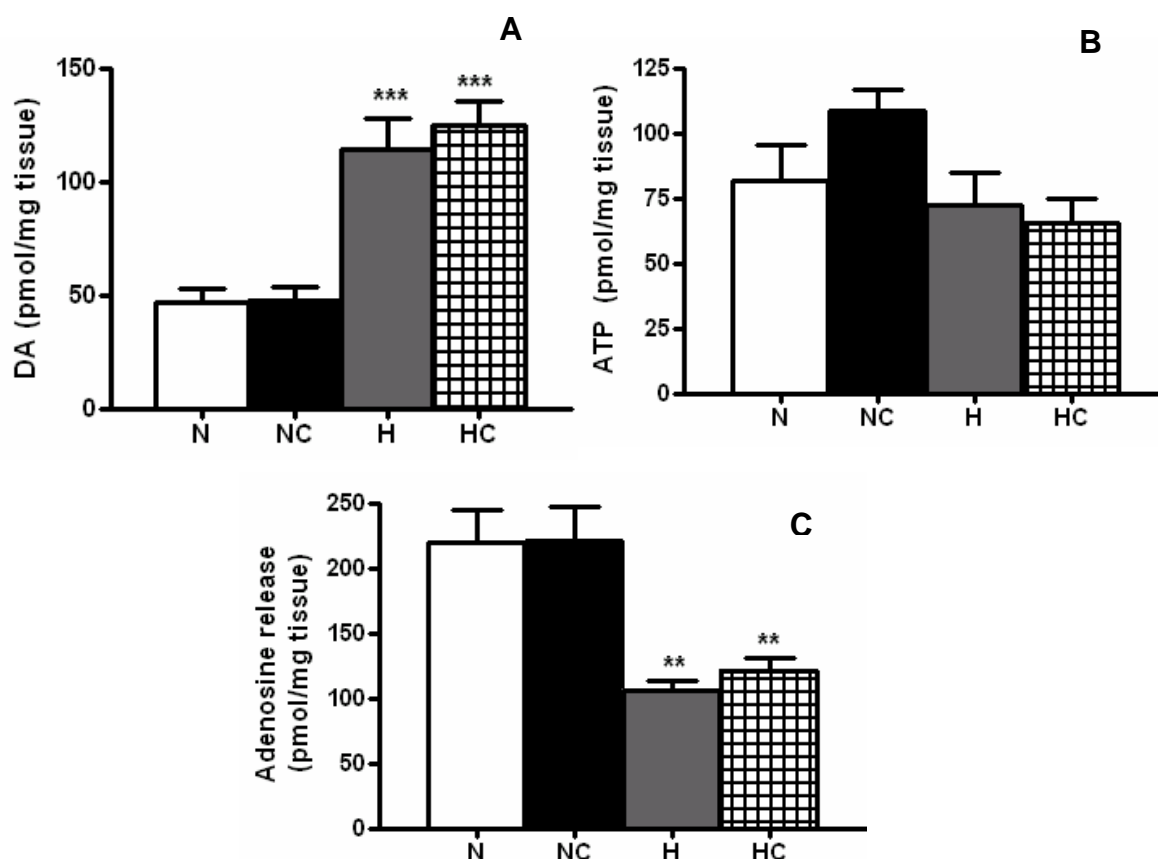 A
DA (pmol/mg tissue)
150
100
50
0
***
***
N NC H HC
B
ATP (pmol/mg tissue)
125
100
75
50
25
0
N NC H HC
C
Adenosine release
(pmol/mg tissue)
250
200
150
100
50
0
**
**
N NC H HC